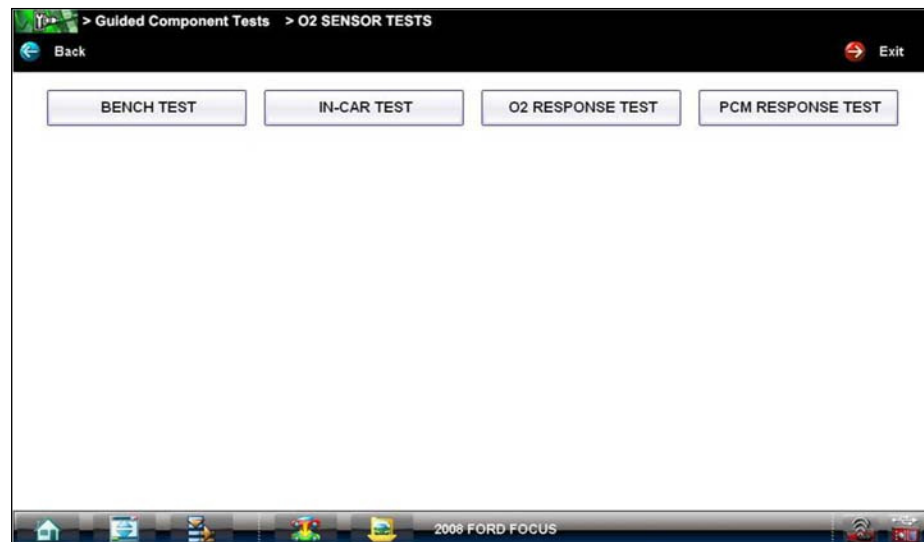 > Guided Component Tests > O2 SENSOR TESTS
Back
Exit
BENCH TEST
IN-CAR TEST
O2 RESPONSE TEST
PCM RESPONSE TEST
2008 FORD FOCUS